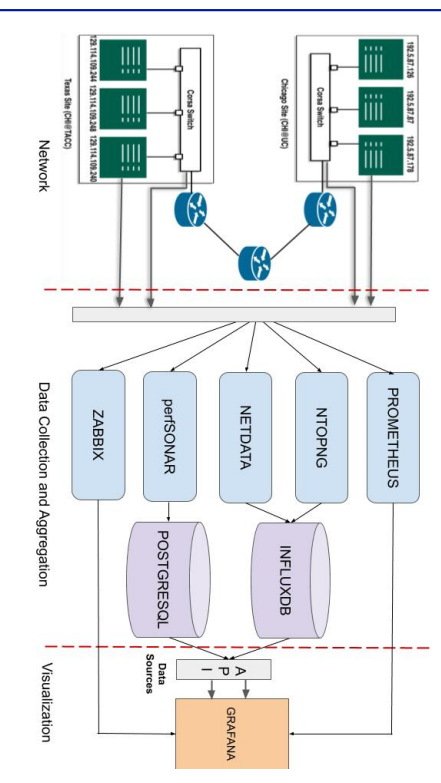 GRAFANA
A P I
Data
Sources
Visualization
INFLUXDB
POSTGRESQL
PROMETHEUS
NTOPNG
NETDATA
perfSONAR
ZABBIX
Data Collection and Aggregation
192.5.87.126
192.5.87.87
192.5.87.178
Corsa Switch
Chicago Site (CHI@UC)
129.114.109.244
129.114.109.248
129.114.109.240
Corsa Switch
Texas Site (CHI@TACC)
Network